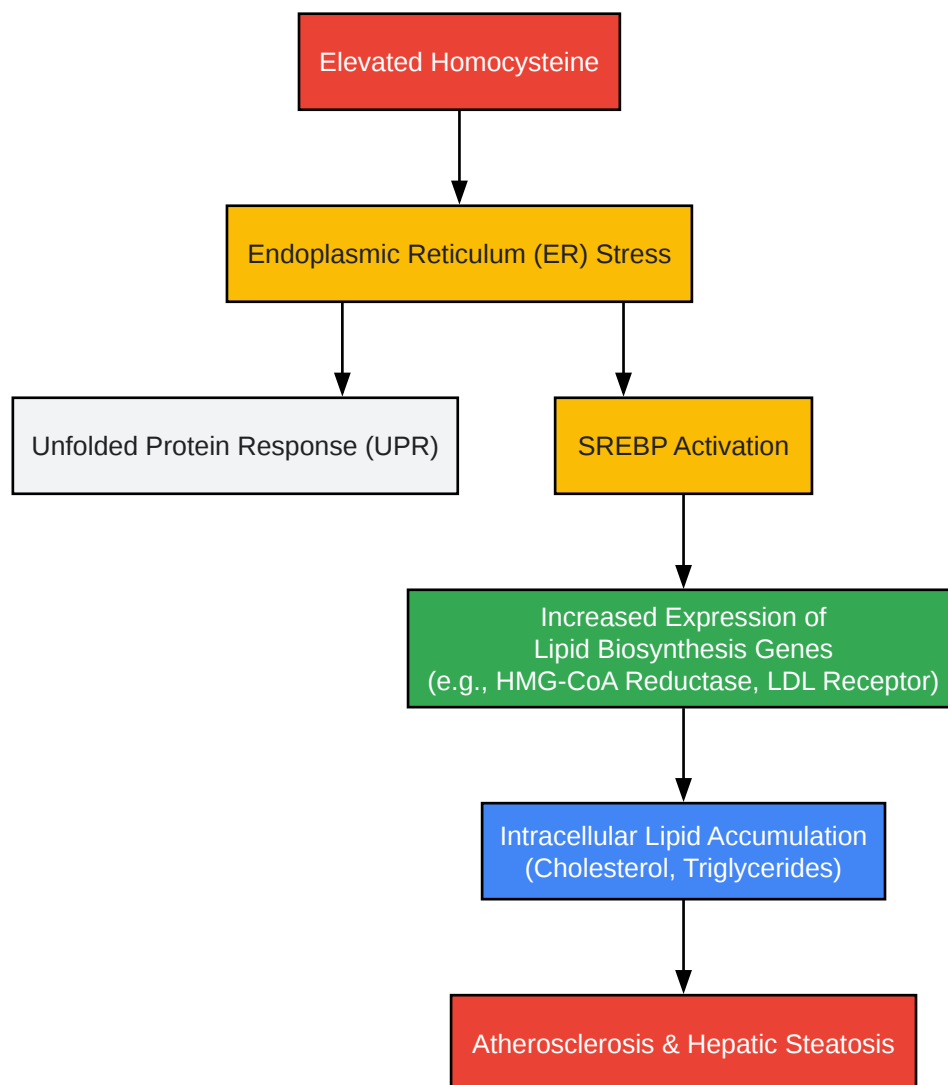 Elevated Homocysteine
Endoplasmic Reticulum (ER) Stress
Unfolded Protein Response (UPR)
SREBP Activation
Increased Expression of
Lipid Biosynthesis Genes
(e.g., HMG-CoA Reductase, LDL Receptor)
Intracellular Lipid Accumulation
(Cholesterol, Triglycerides)
Atherosclerosis & Hepatic Steatosis